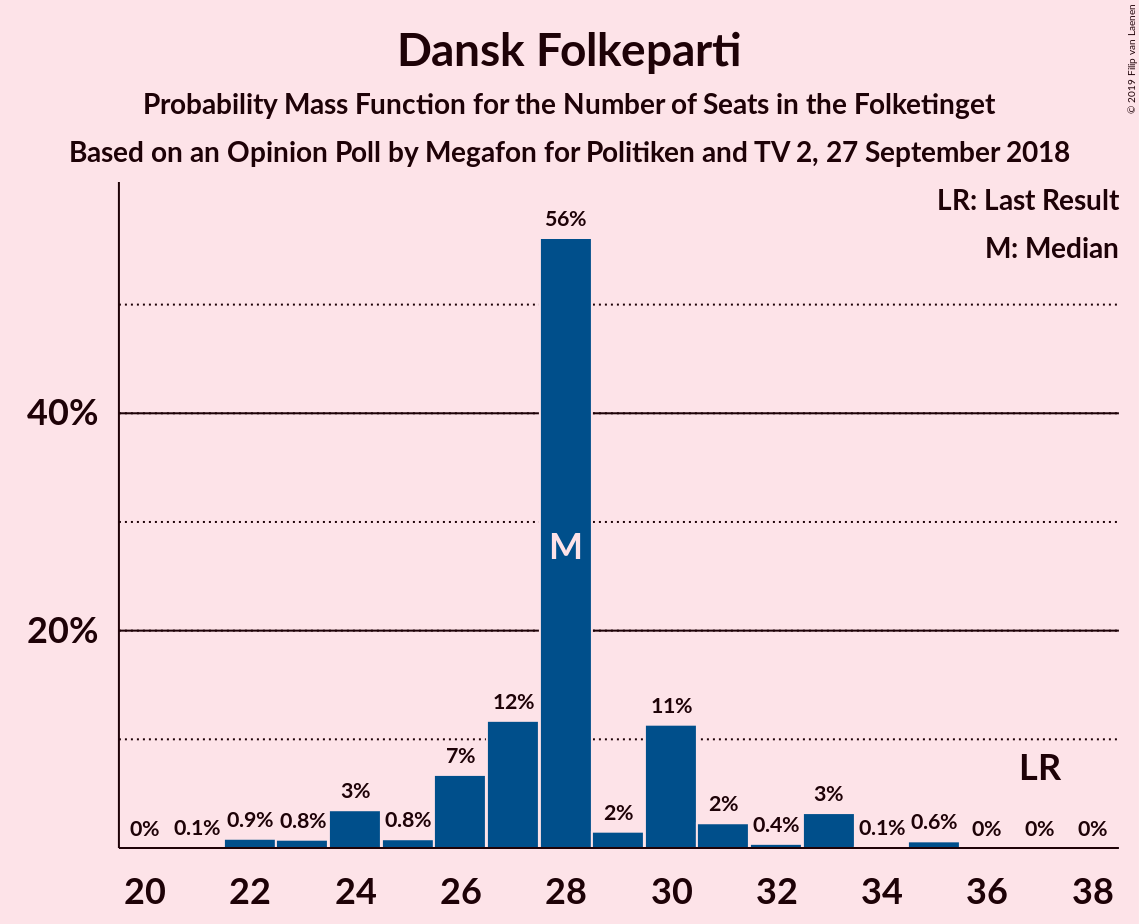 Dansk Folkeparti
Probability Mass Function for the Number of Seats in the Folketinget
Based on an Opinion Poll by Megafon for Politiken and TV 2, 27 September 2018
© 2019 Filip van Laenen
LR: Last Result
M: Median
56%
40%
M
20%
12%
11%
7%
LR
3%
3%
2%
2%
0.9%
0.8%
0.8%
0.6%
0.4%
0%
0.1%
0.1%
0%
0%
0%
20 22 24 26 28 30 32 34 36 38